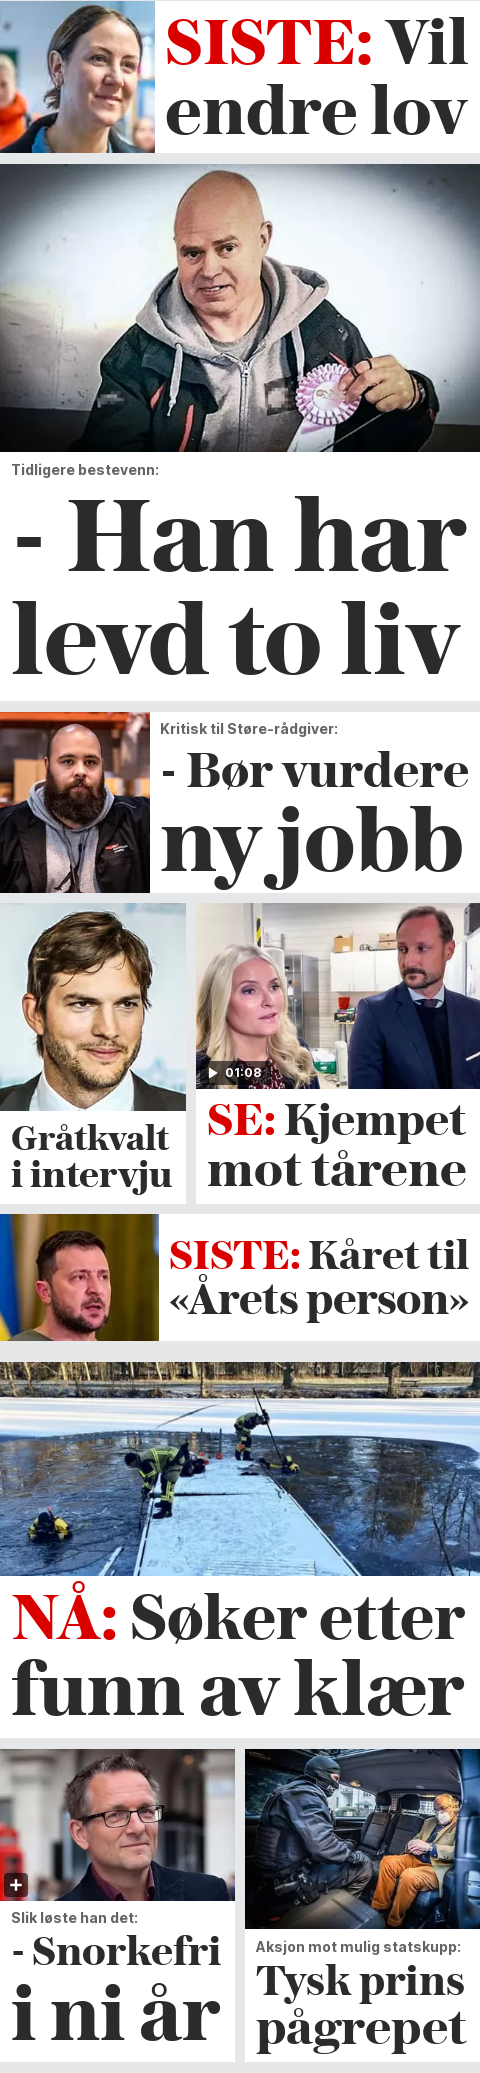 SISTE: Vil
endre lov
Tidligere bestevenn:
- Han har
levd to liv
Kritisk til Støre-rådgiver:
- Bør vurdere
ny jobb
01:08
Gråtkvalt
i intervju
SE: Kjempet
mot tårene
SISTE: Kåret til
«Årets person»
NÅ: Søker etter
funn av klær
Slik løste han det:
- Snorkefri
i ni år
Aksjon mot mulig statskupp:
Tysk prins
pågrepet